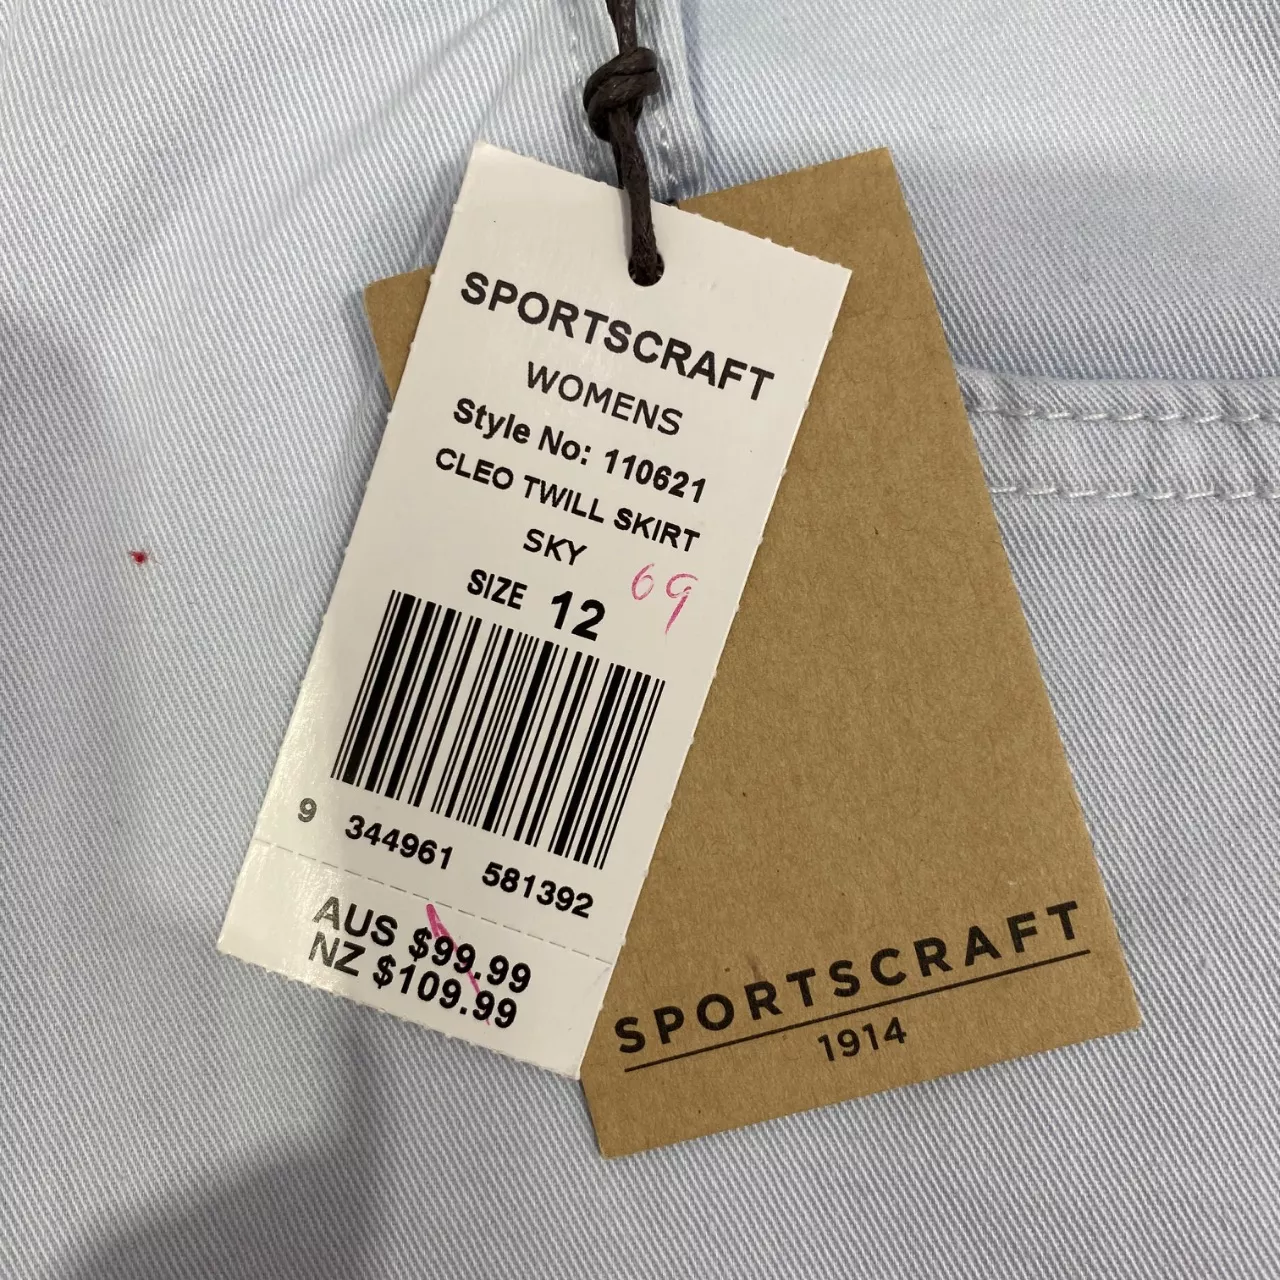 SPORTSCRAFT
WOMENS
Style No: 110621
CLEO TWILL SKIRT
SKY
69
SIZE 12
9 344961 581392
AUS $99.99
NZ $109.99
SPORTSCRAFT
1914